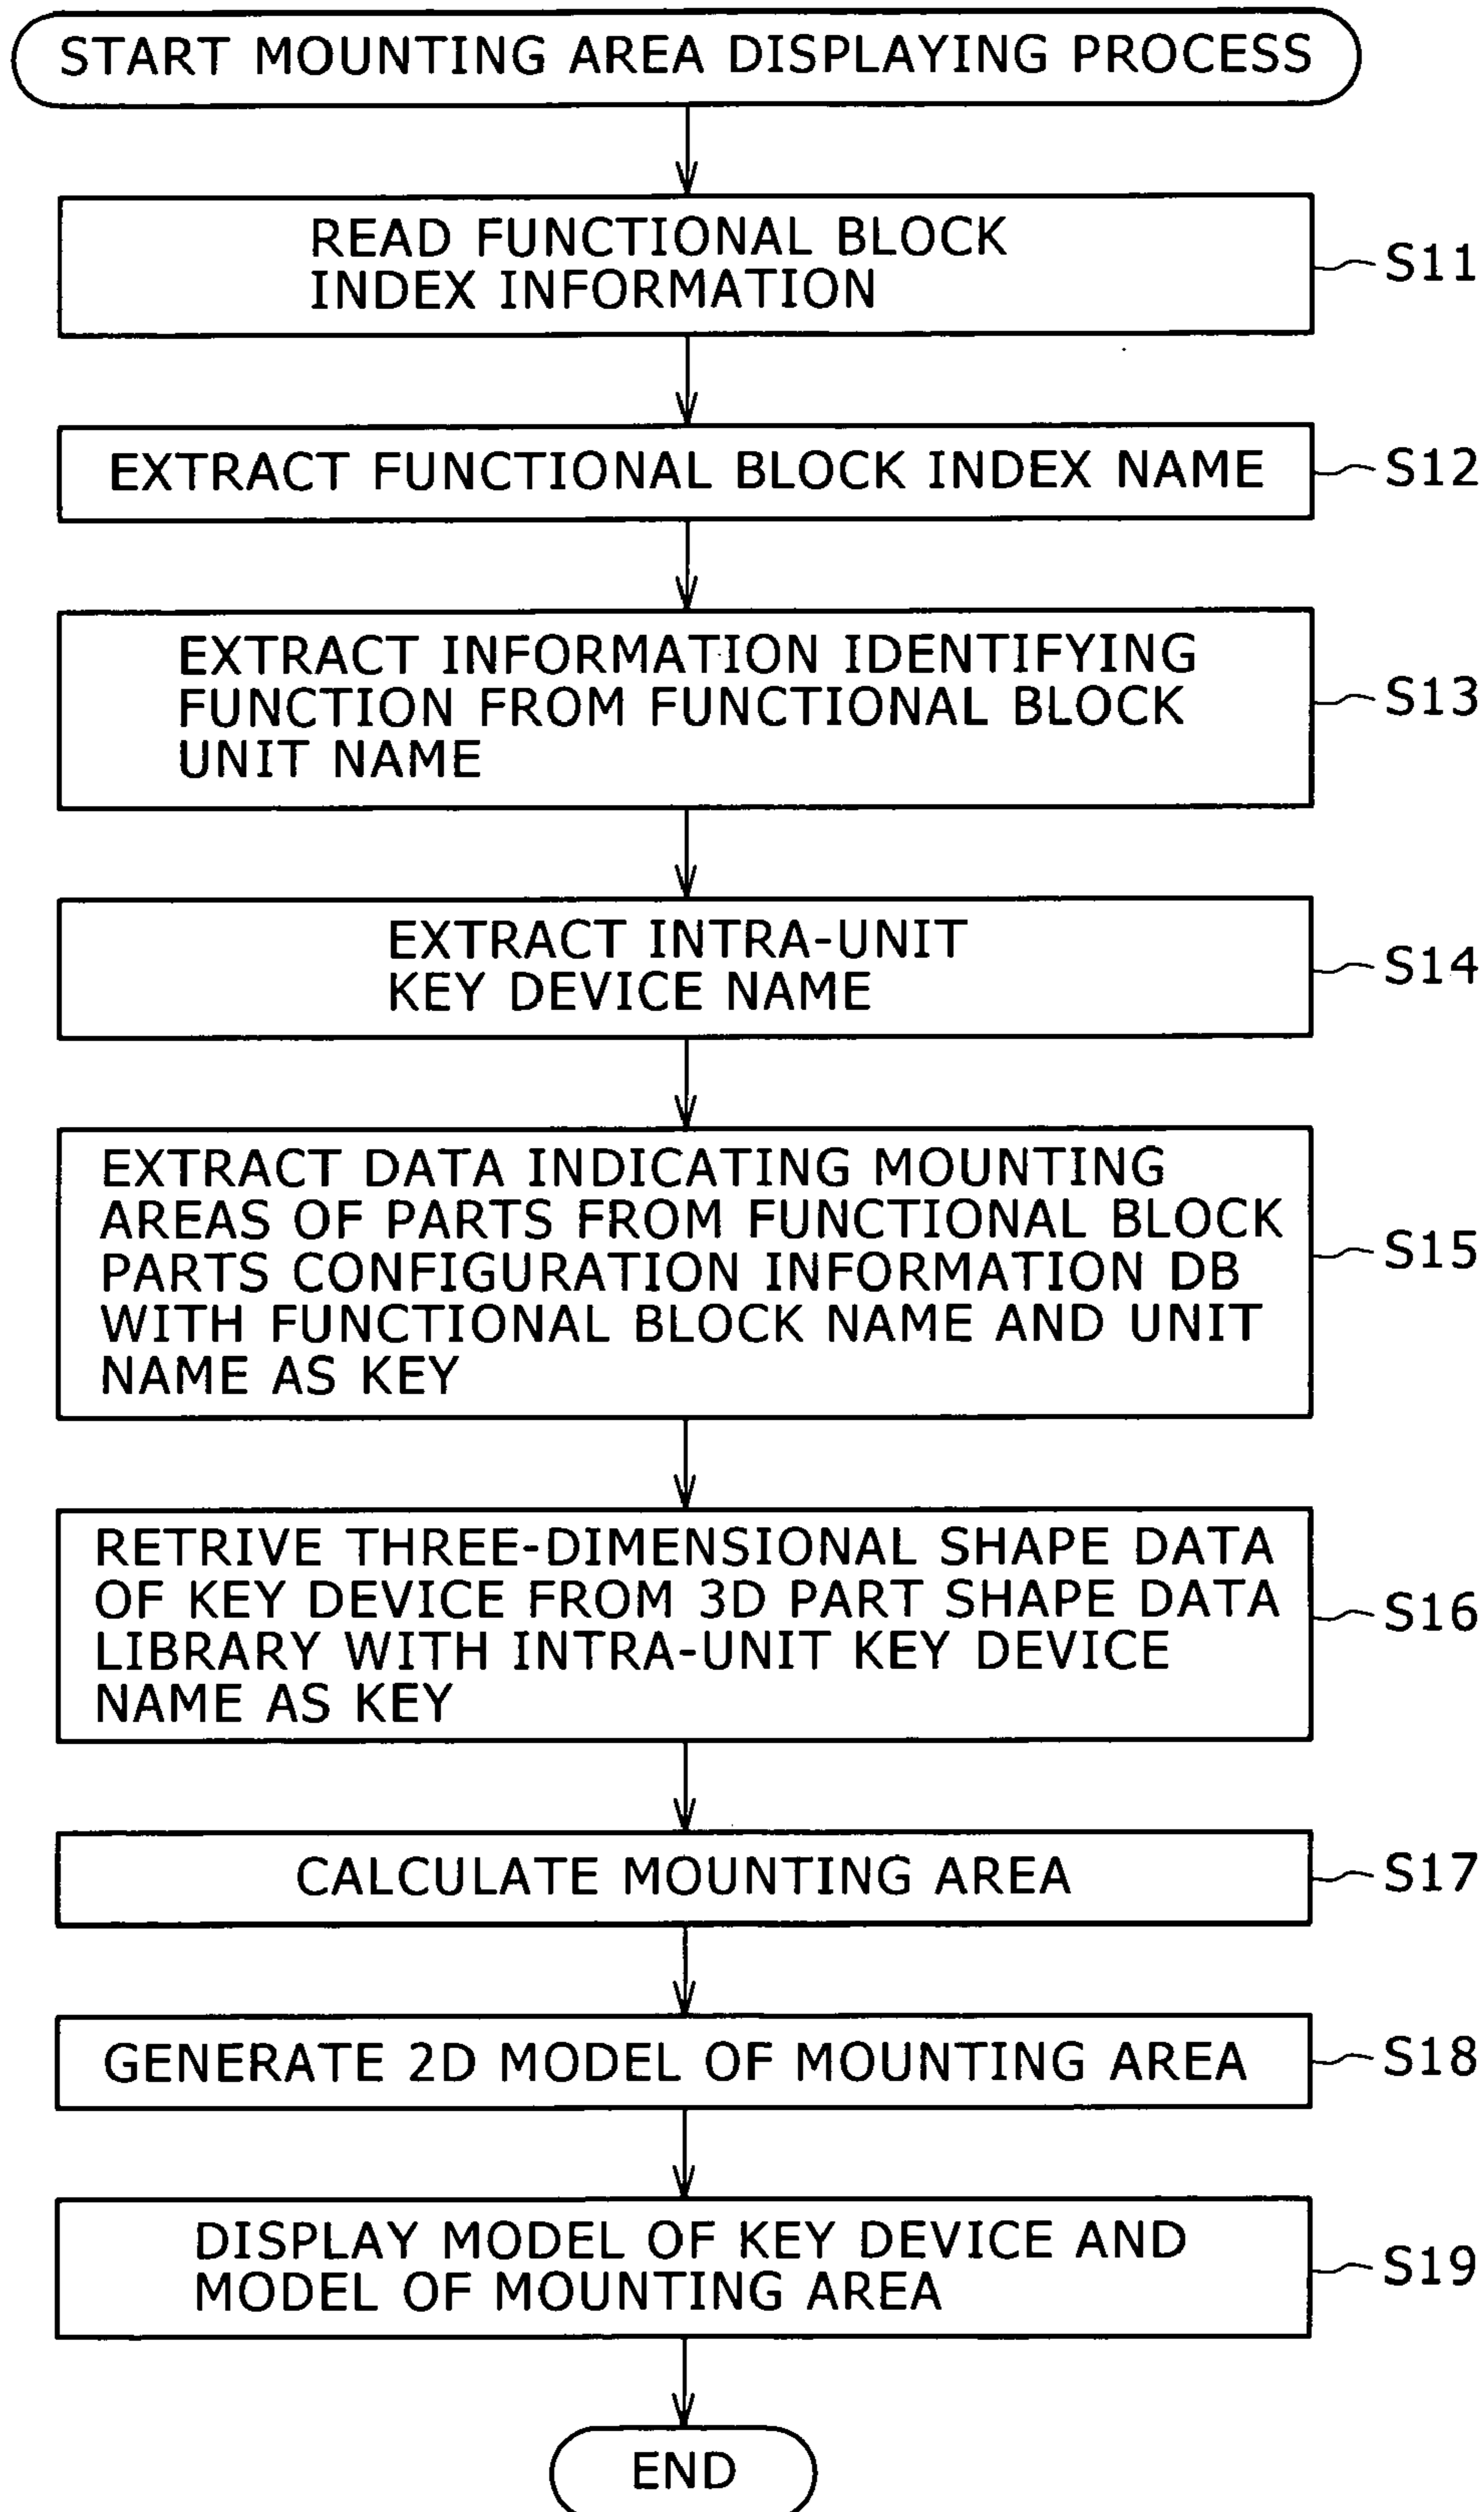 START MOUNTING AREA DISPLAYING PROCESS
READ FUNCTIONAL BLOCK
INDEX INFORMATION
S11
EXTRACT FUNCTIONAL BLOCK INDEX NAME
S12
EXTRACT INFORMATION IDENTIFYING
FUNCTION FROM FUNCTIONAL BLOCK
UNIT NAME
S13
EXTRACT INTRA-UNIT
KEY DEVICE NAME
S14
EXTRACT DATA INDICATING MOUNTING
AREAS OF PARTS FROM FUNCTIONAL BLOCK
PARTS CONFIGURATION INFORMATION DB
WITH FUNCTIONAL BLOCK NAME AND UNIT
NAME AS KEY
S15
RETRIVE THREE-DIMENSIONAL SHAPE DATA
OF KEY DEVICE FROM 3D PART SHAPE DATA
LIBRARY WITH INTRA-UNIT KEY DEVICE
NAME AS KEY
S16
CALCULATE MOUNTING AREA
S17
GENERATE 2D MODEL OF MOUNTING AREA
S18
DISPLAY MODEL OF KEY DEVICE AND
MODEL OF MOUNTING AREA
S19
END